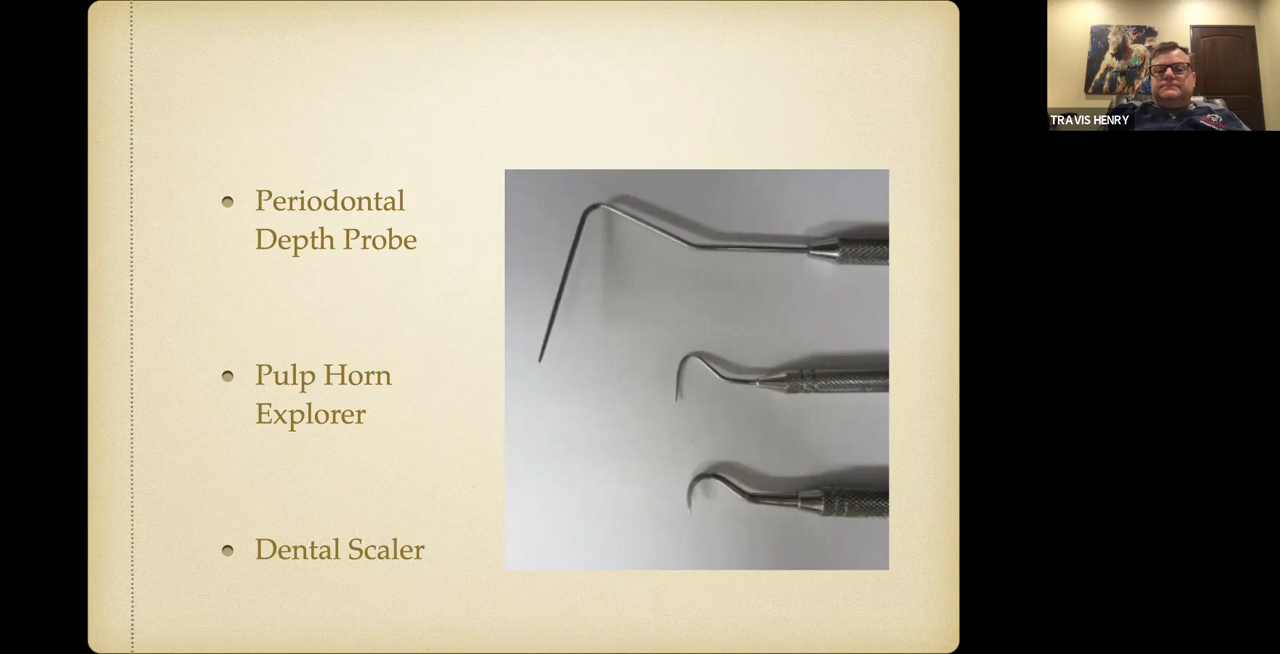 Periodontal
Depth Probe
Pulp Horn
Explorer
Dental Scaler
TRAVIS HENRY